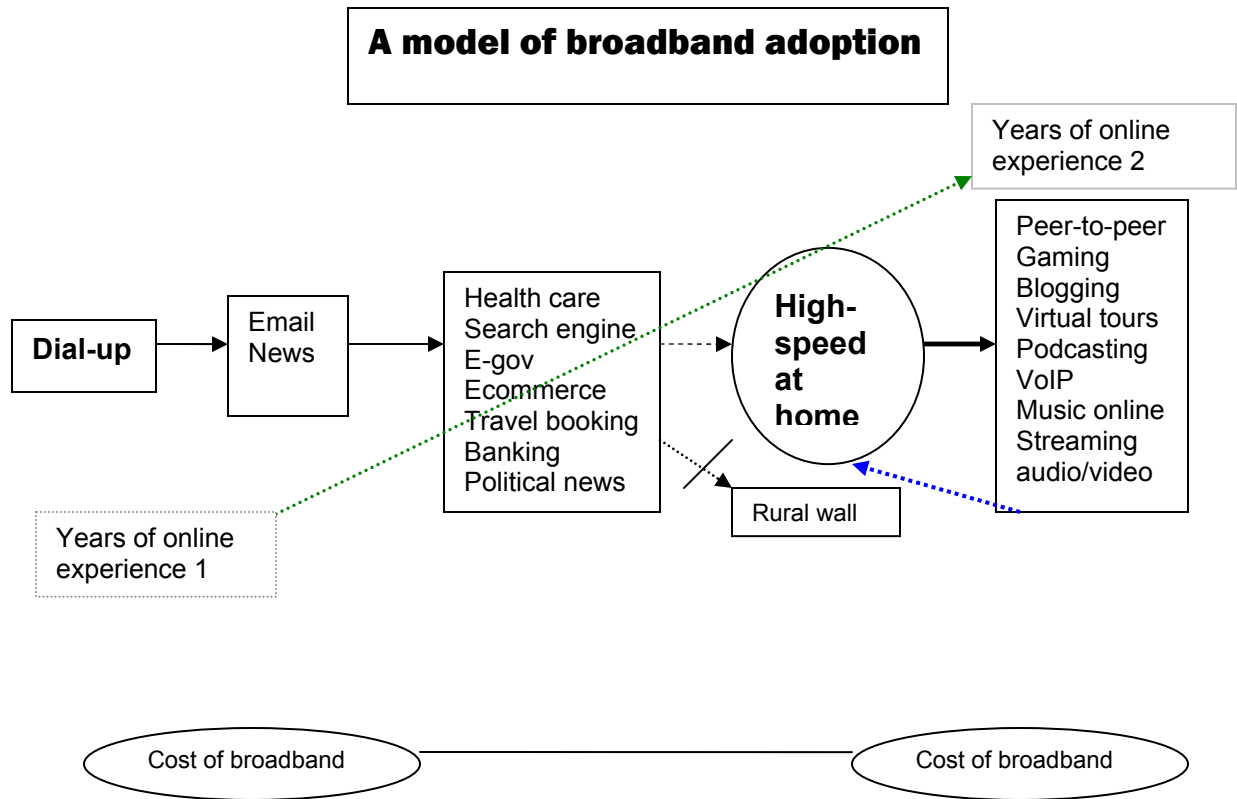 A model of broadband adoption
Years of online
experience 2
Peer-to-peer
Gaming
Blogging
Virtual tours
Podcasting
VoIP
Music online
Streaming
audio/video
High-
speed
at
home
Health care
Search engine
E-gov
Ecommerce
Travel booking
Banking
Political news
Email
News
Dial-up
Rural wall
Years of online
experience 1
Cost of broadband
Cost of broadband